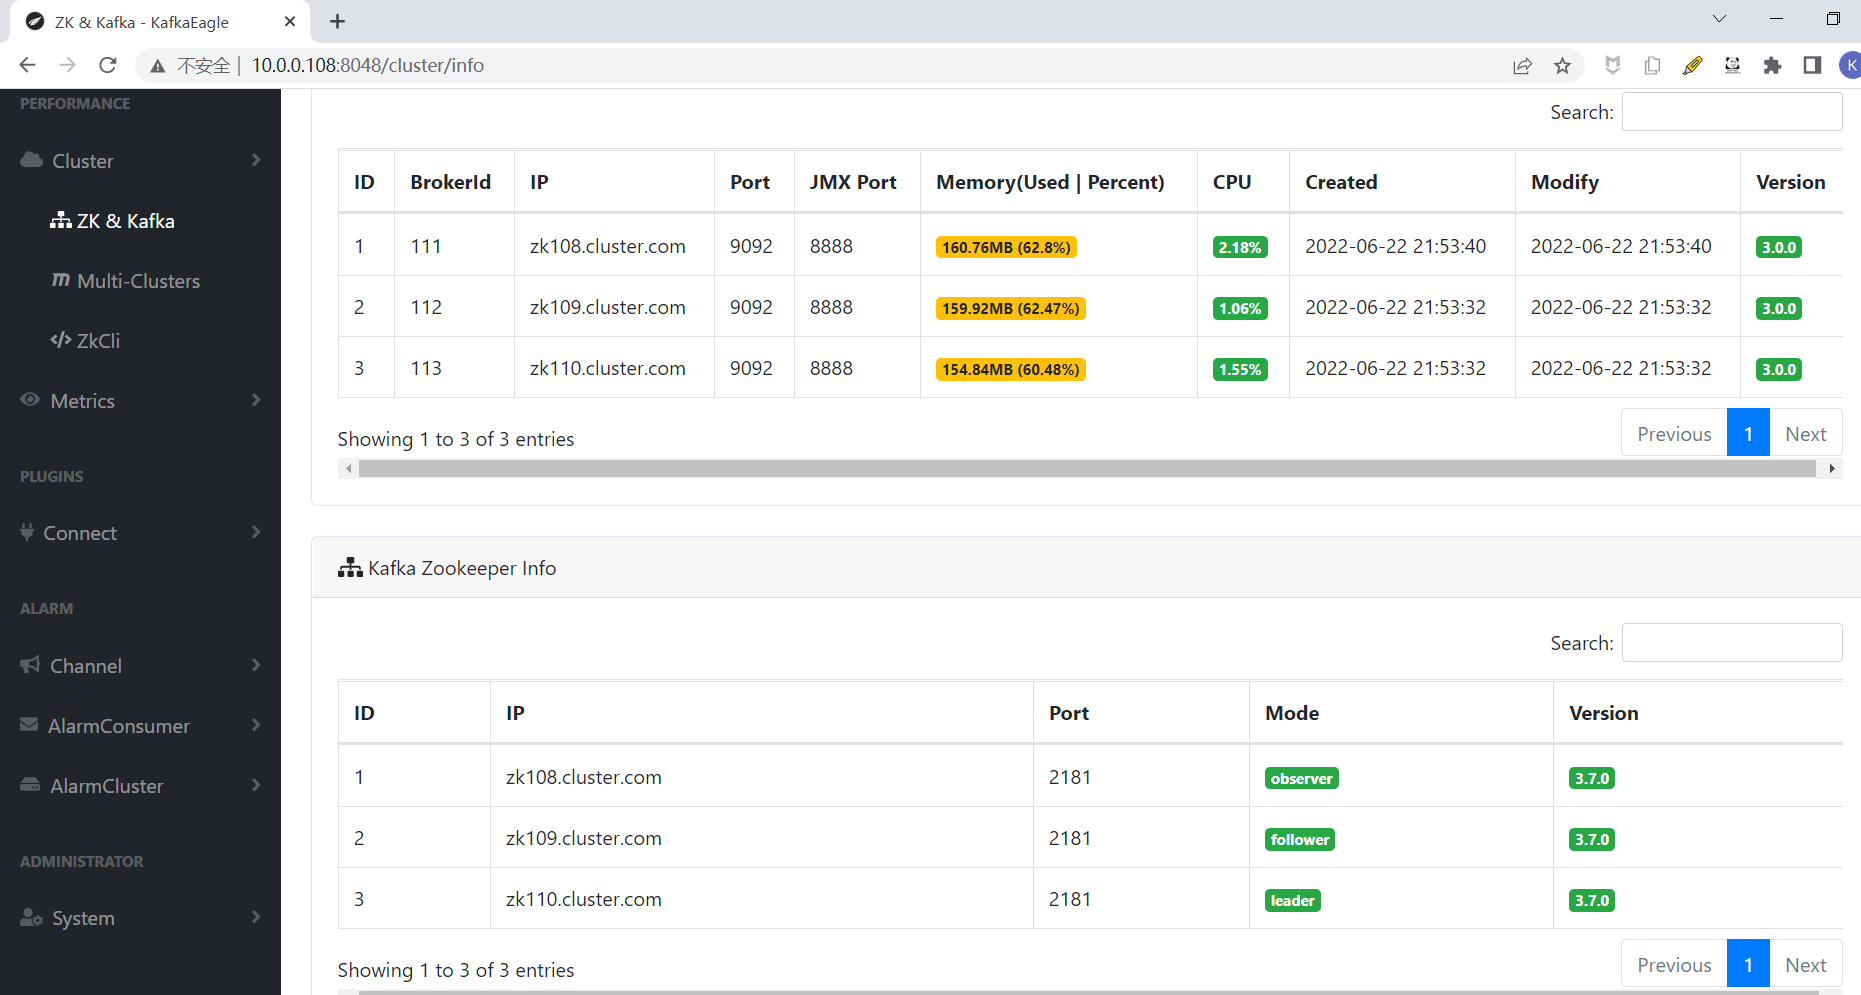 ZK & Kafka - KafkaEagle
不安全 | 10.0.0.108:8048/cluster/info
K
PERFORMANCE
Cluster
ZK & Kafka
Multi-Clusters
ZkCli
Metrics
PLUGINS
Connect
ALARM
Channel
AlarmConsumer
AlarmCluster
ADMINISTRATOR
System
Search:
ID BrokerId IP Port JMX Port Memory(Used | Percent) CPU Created Modify Version
1 111 zk108.cluster.com 9092 8888 160.76MB (62.8%) 2.18% 2022-06-22 21:53:40 2022-06-22 21:53:40 3.0.0
2 112 zk109.cluster.com 9092 8888 159.92MB (62.47%) 1.06% 2022-06-22 21:53:32 2022-06-22 21:53:32 3.0.0
3 113 zk110.cluster.com 9092 8888 154.84MB (60.48%) 1.55% 2022-06-22 21:53:32 2022-06-22 21:53:32 3.0.0
Showing 1 to 3 of 3 entries
Previous 1 Next
Kafka Zookeeper Info
Search:
ID IP Port Mode Version
1 zk108.cluster.com 2181 observer 3.7.0
2 zk109.cluster.com 2181 follower 3.7.0
3 zk110.cluster.com 2181 leader 3.7.0
Showing 1 to 3 of 3 entries
Previous 1 Next